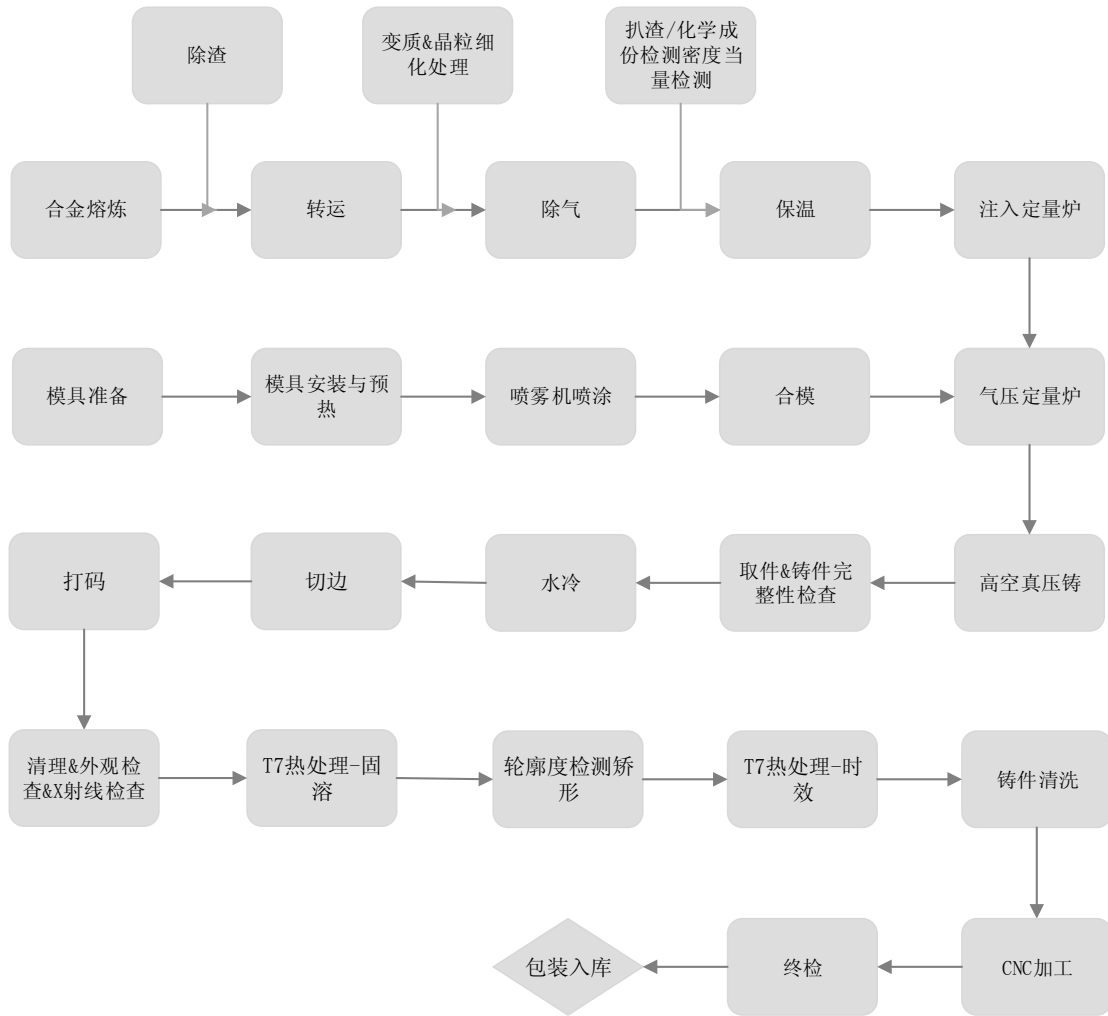 除渣
变质&晶粒细
化处理
扒渣/化学成
份检测密度当
量检测
合金熔炼
转运
除气
保温
注入定量炉
模具准备
模具安装与预
热
喷雾机喷涂
合模
气压定量炉
打码
切边
水冷
取件&铸件完
整性检查
高空真压铸
清理&外观检
查&X射线检查
T7热处理-固
溶
轮廓度检测矫
形
T7热处理-时
效
铸件清洗
包装入库
终检
CNC加工